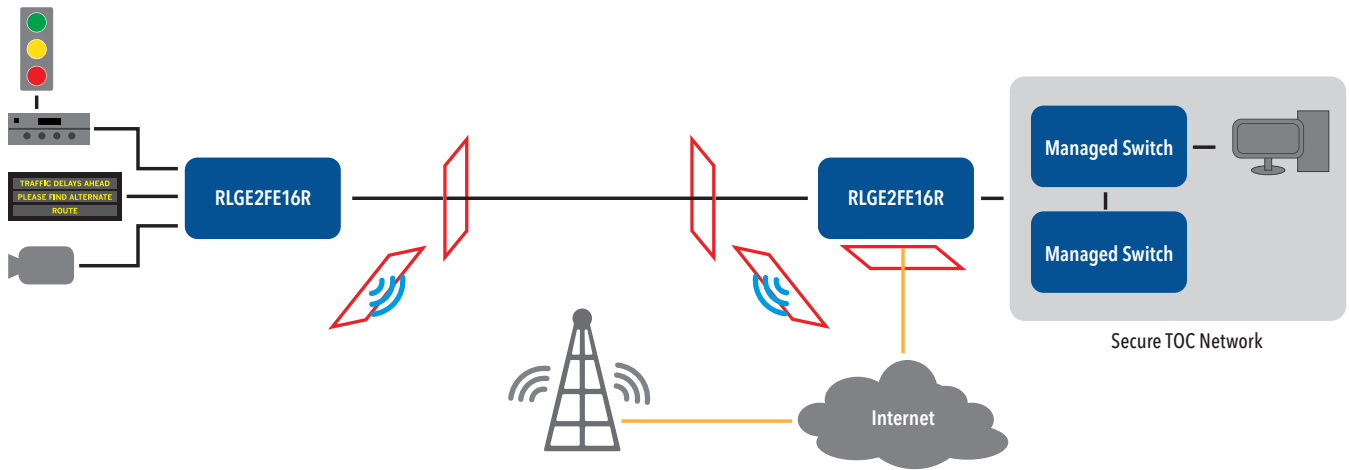 TRAFFIC DELAYS AHEAD
PLEASE FIND ALTERNATE
ROUTE
RLGE2FE16R
RLGE2FE16R
Managed Switch
Managed Switch
Secure TOC Network
Internet